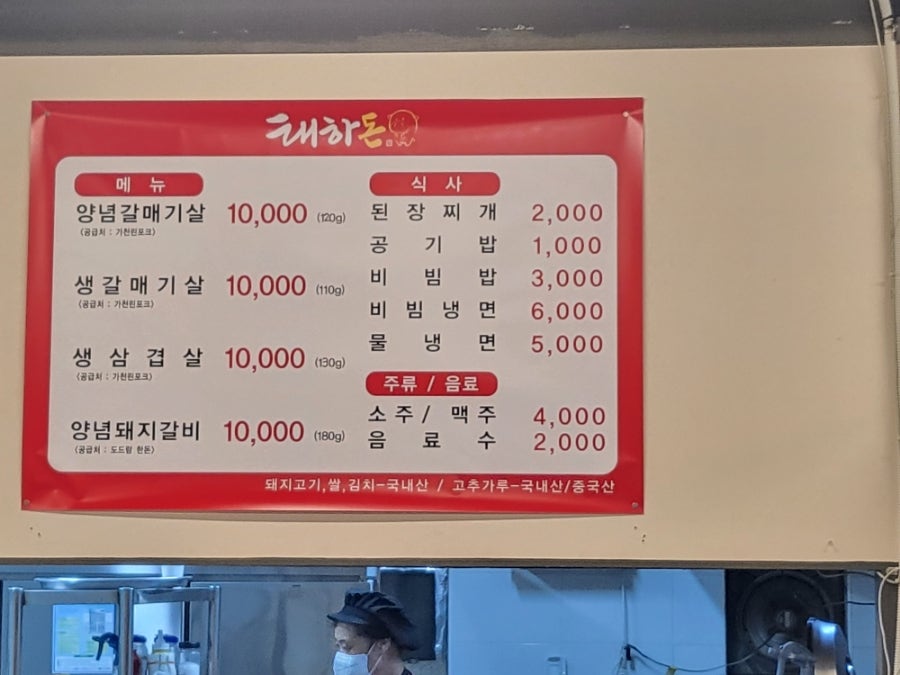 태하돈
메 뉴
양념갈매기살 10,000 (120g)
(공급처 : 가천린포크)
생갈매기살 10,000 (110g)
(공급처 : 가천린포크)
생삼겹살 10,000 (130g)
(공급처 : 가천린포크)
양념돼지갈비 10,000 (180g)
(공급처 : 도드람 한돈)
식 사
된장찌개 2,000
공기밥 1,000
비빔밥 3,000
비빔냉면 6,000
물냉면 5,000
주류 / 음료
소주/ 맥주 4,000
음료수 2,000
돼지고기,쌀,김치-국내산 / 고추가루-국내산/중국산